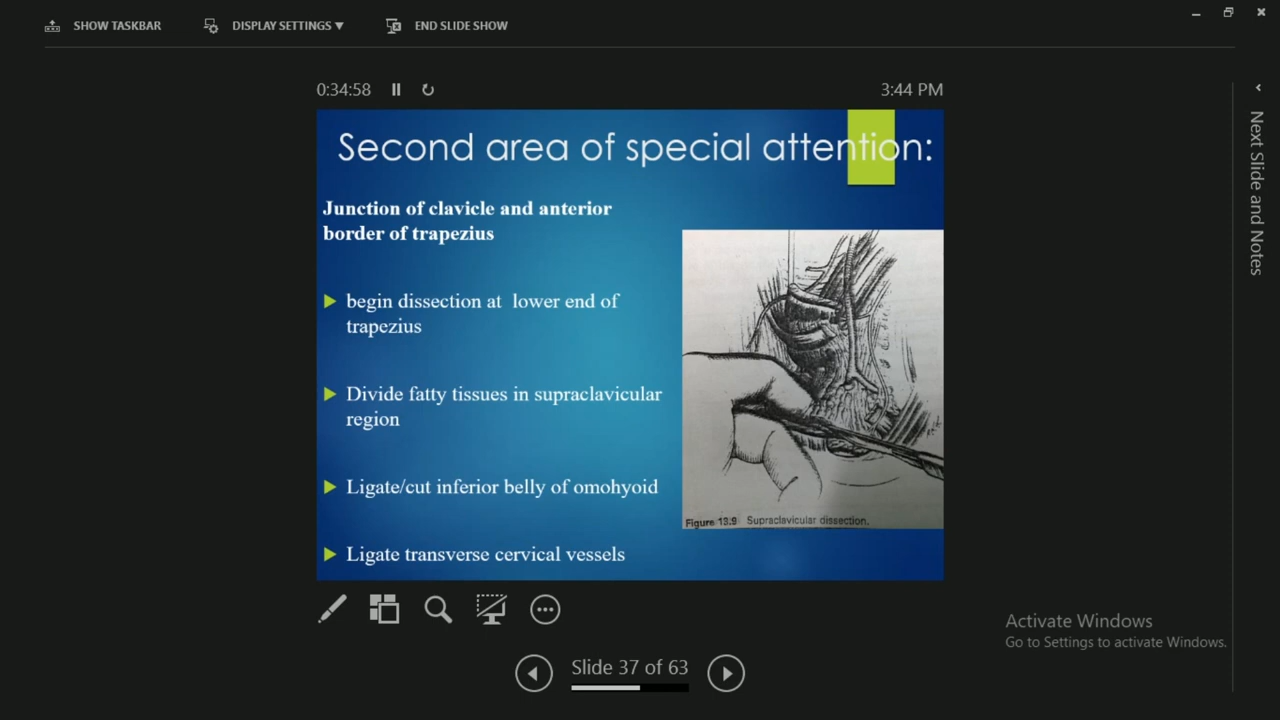 SHOW TASKBAR
DISPLAY SETTINGS ▼
END SLIDE SHOW
0:34:58
3:44 PM
Next Slide and Notes
Second area of special attention:
Junction of clavicle and anterior
border of trapezius
begin dissection at lower end of
trapezius
Divide fatty tissues in supraclavicular
region
Ligate/cut inferior belly of omohyoid
Ligate transverse cervical vessels
Figure 13.9 Supraclavicular dissection.
Activate Windows
Go to Settings to activate Windows.
Slide 37 of 63